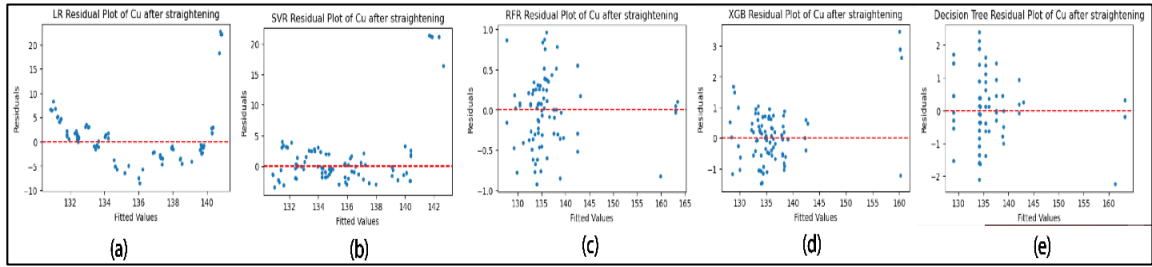 LR Residual Plot of Cu after straightening
20
15
10
5
0
-5
-10
Residuals
132 134 136 138 140
Fitted Values
(a)
SVR Residual Plot of Cu after straightening
20
15
10
5
0
Residuals
132 134 136 138 140 142
Fitted Values
(b)
RFR Residual Plot of Cu after straightening
1.0
0.5
0.0
-0.5
-1.0
Residuals
130 135 140 145 150 155 160 165
Fitted Values
(c)
XGB Residual Plot of Cu after straightening
3
2
1
0
-1
Residuals
130 135 140 145 150 155 160
Fitted Values
(d)
Decision Tree Residual Plot of Cu after straightening
2
1
0
-1
-2
Residuals
130 135 140 145 150 155 160
Fitted Values
(e)